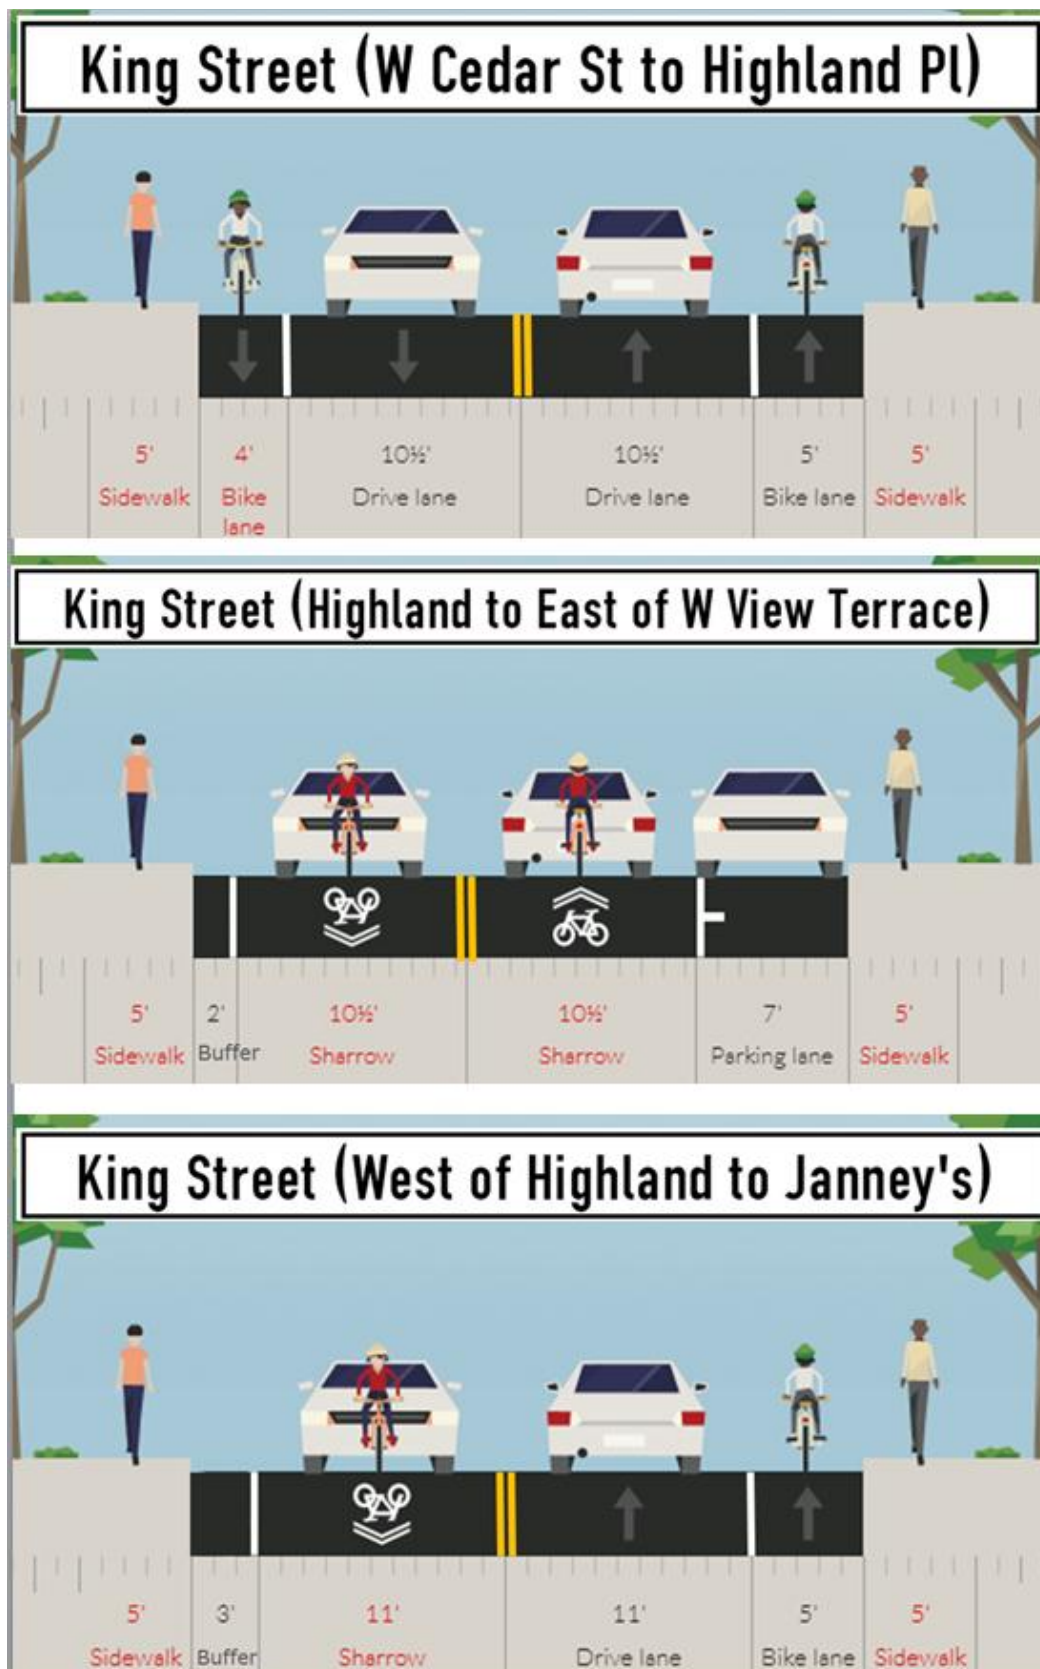 King Street (W Cedar St to Highland Pl)
5' 4' 10½' 10½' 5' 5'
Sidewalk Bike Drive lane Drive lane Bike lane Sidewalk
lane
King Street (Highland to East of W View Terrace)
5' 2' 10½' 10½' 7' 5'
Sidewalk Buffer Sharrow Sharrow Parking lane Sidewalk
King Street (West of Highland to Janney's)
5' 3' 11' 11' 5' 5'
Sidewalk Buffer Sharrow Drive lane Bike lane Sidewalk